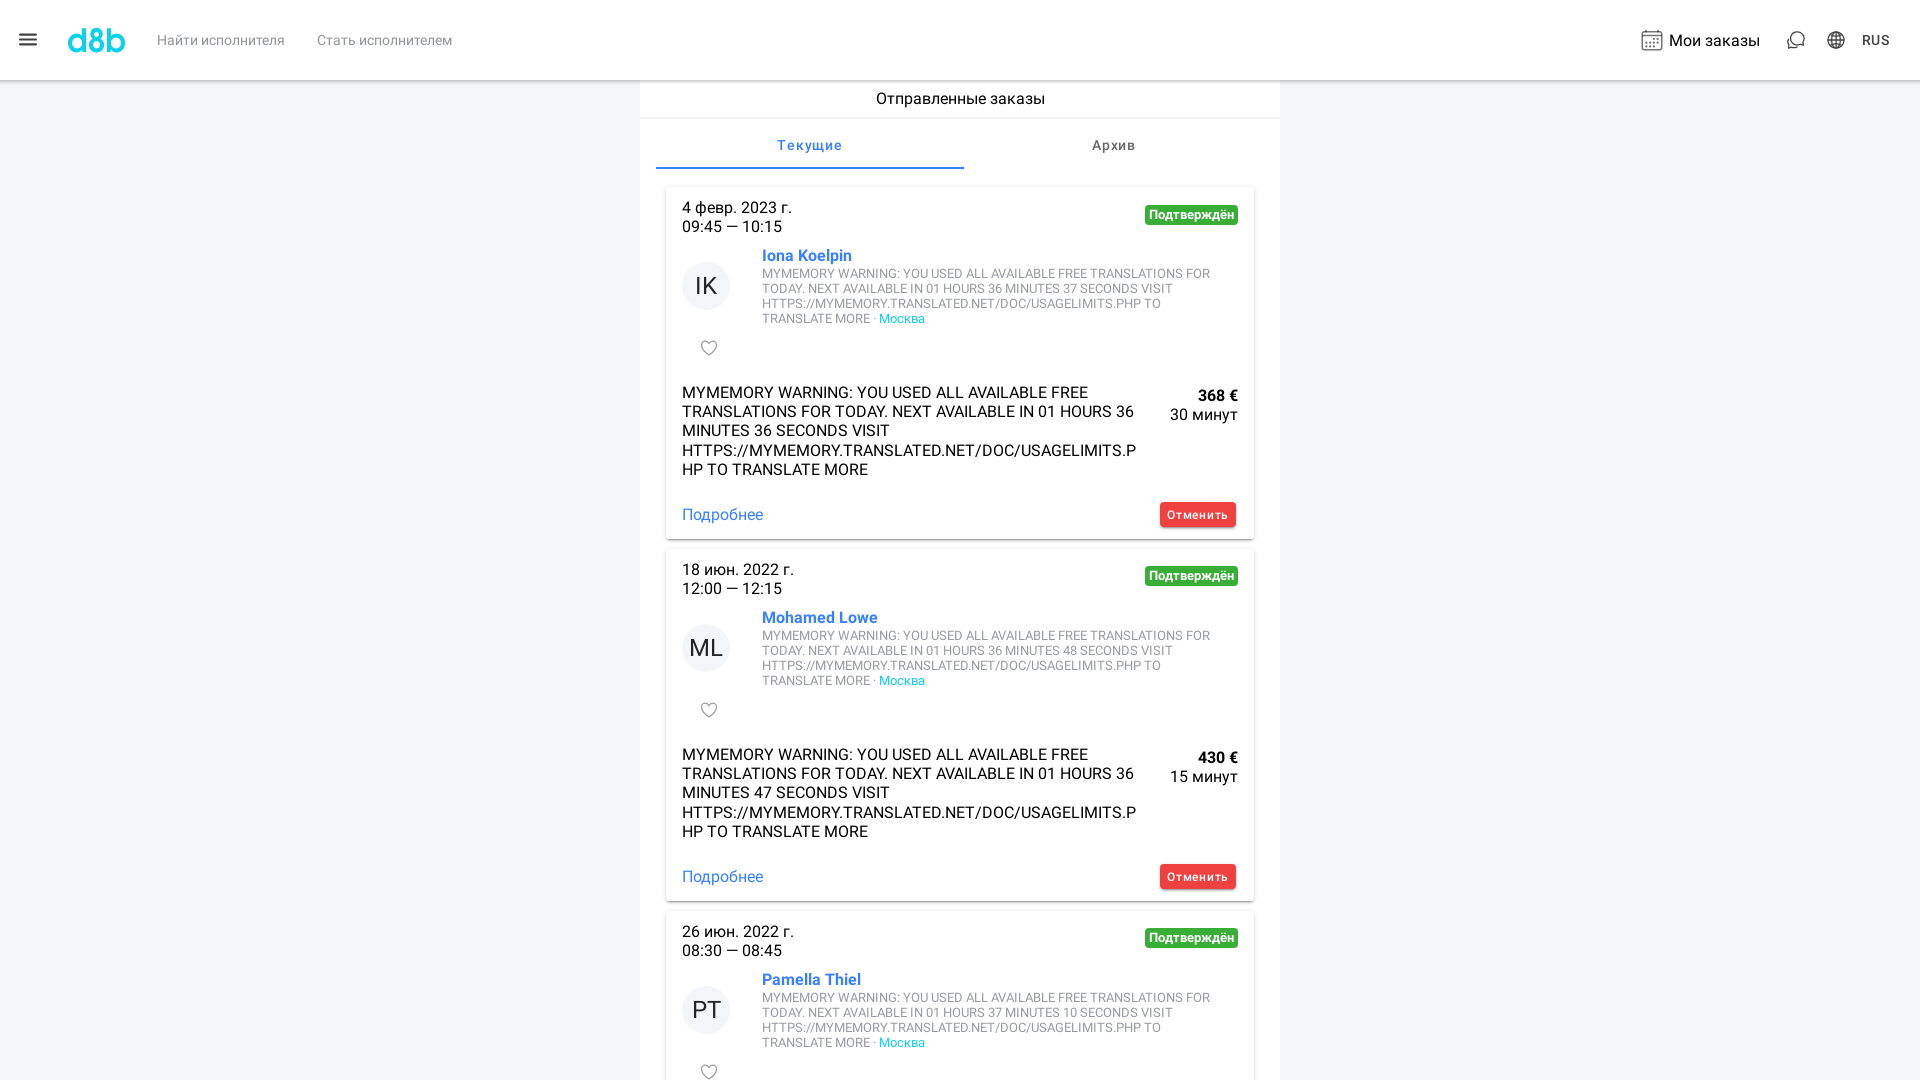 d8b
Найти исполнителя
Стать исполнителем
Мои заказы
RUS
Отправленные заказы
Текущие
Архив
4 февр. 2023 г.
09:45 — 10:15
Подтверждён
IK
Iona Koelpin
MYMEMORY WARNING: YOU USED ALL AVAILABLE FREE TRANSLATIONS FOR
TODAY. NEXT AVAILABLE IN 01 HOURS 36 MINUTES 37 SECONDS VISIT
HTTPS://MYMEMORY.TRANSLATED.NET/DOC/USAGELIMITS.PHP TO
TRANSLATE MORE · Москва
MYMEMORY WARNING: YOU USED ALL AVAILABLE FREE
TRANSLATIONS FOR TODAY. NEXT AVAILABLE IN 01 HOURS 36
MINUTES 36 SECONDS VISIT
HTTPS://MYMEMORY.TRANSLATED.NET/DOC/USAGELIMITS.P
HP TO TRANSLATE MORE
368 €
30 минут
Подробнее
Отменить
18 июн. 2022 г.
12:00 — 12:15
Подтверждён
ML
Mohamed Lowe
MYMEMORY WARNING: YOU USED ALL AVAILABLE FREE TRANSLATIONS FOR
TODAY. NEXT AVAILABLE IN 01 HOURS 36 MINUTES 48 SECONDS VISIT
HTTPS://MYMEMORY.TRANSLATED.NET/DOC/USAGELIMITS.PHP TO
TRANSLATE MORE · Москва
MYMEMORY WARNING: YOU USED ALL AVAILABLE FREE
TRANSLATIONS FOR TODAY. NEXT AVAILABLE IN 01 HOURS 36
MINUTES 47 SECONDS VISIT
HTTPS://MYMEMORY.TRANSLATED.NET/DOC/USAGELIMITS.P
HP TO TRANSLATE MORE
430 €
15 минут
Подробнее
Отменить
26 июн. 2022 г.
08:30 — 08:45
Подтверждён
PT
Pamella Thiel
MYMEMORY WARNING: YOU USED ALL AVAILABLE FREE TRANSLATIONS FOR
TODAY. NEXT AVAILABLE IN 01 HOURS 37 MINUTES 10 SECONDS VISIT
HTTPS://MYMEMORY.TRANSLATED.NET/DOC/USAGELIMITS.PHP TO
TRANSLATE MORE · Москва